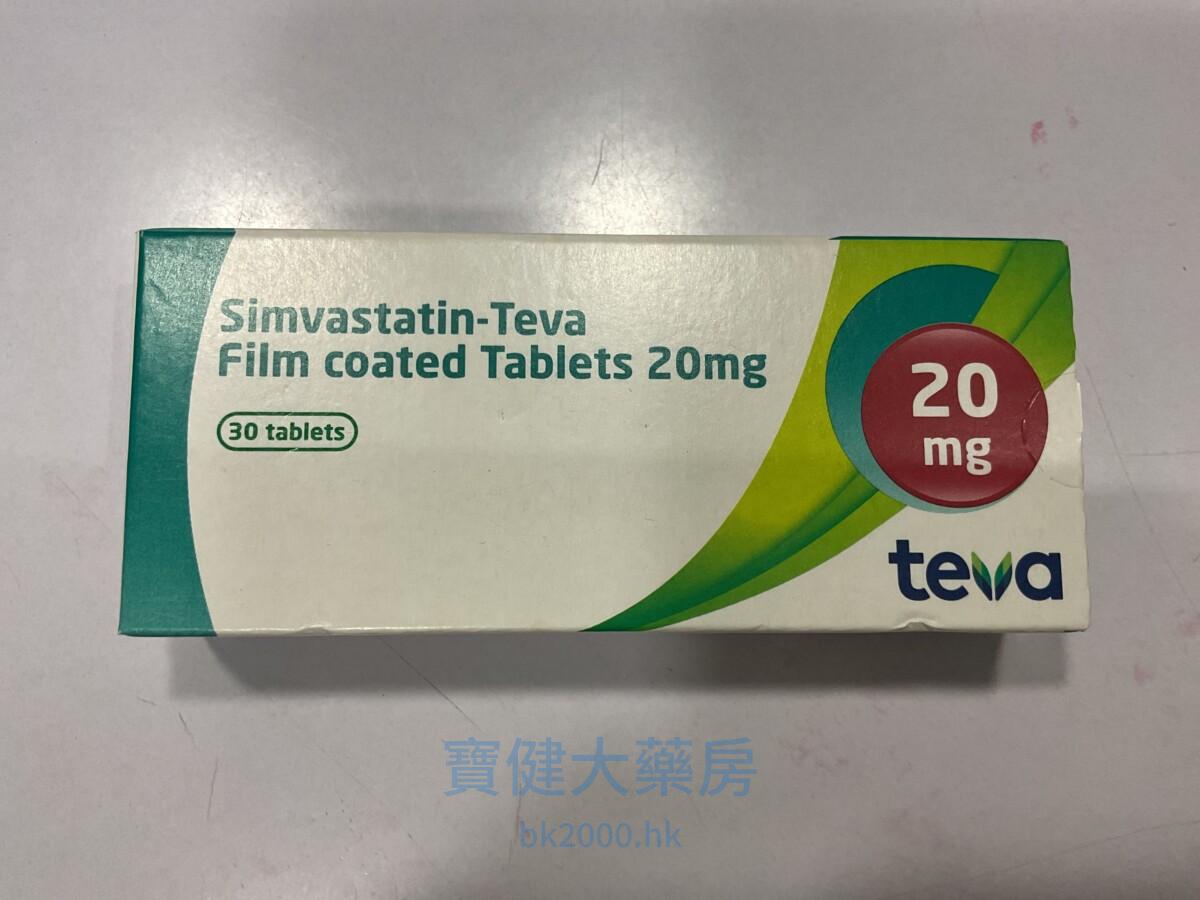 Simvastatin-Teva
Film coated Tablets 20mg
30 tablets
20
mg
teva
寶健大藥房
bk2000.hk